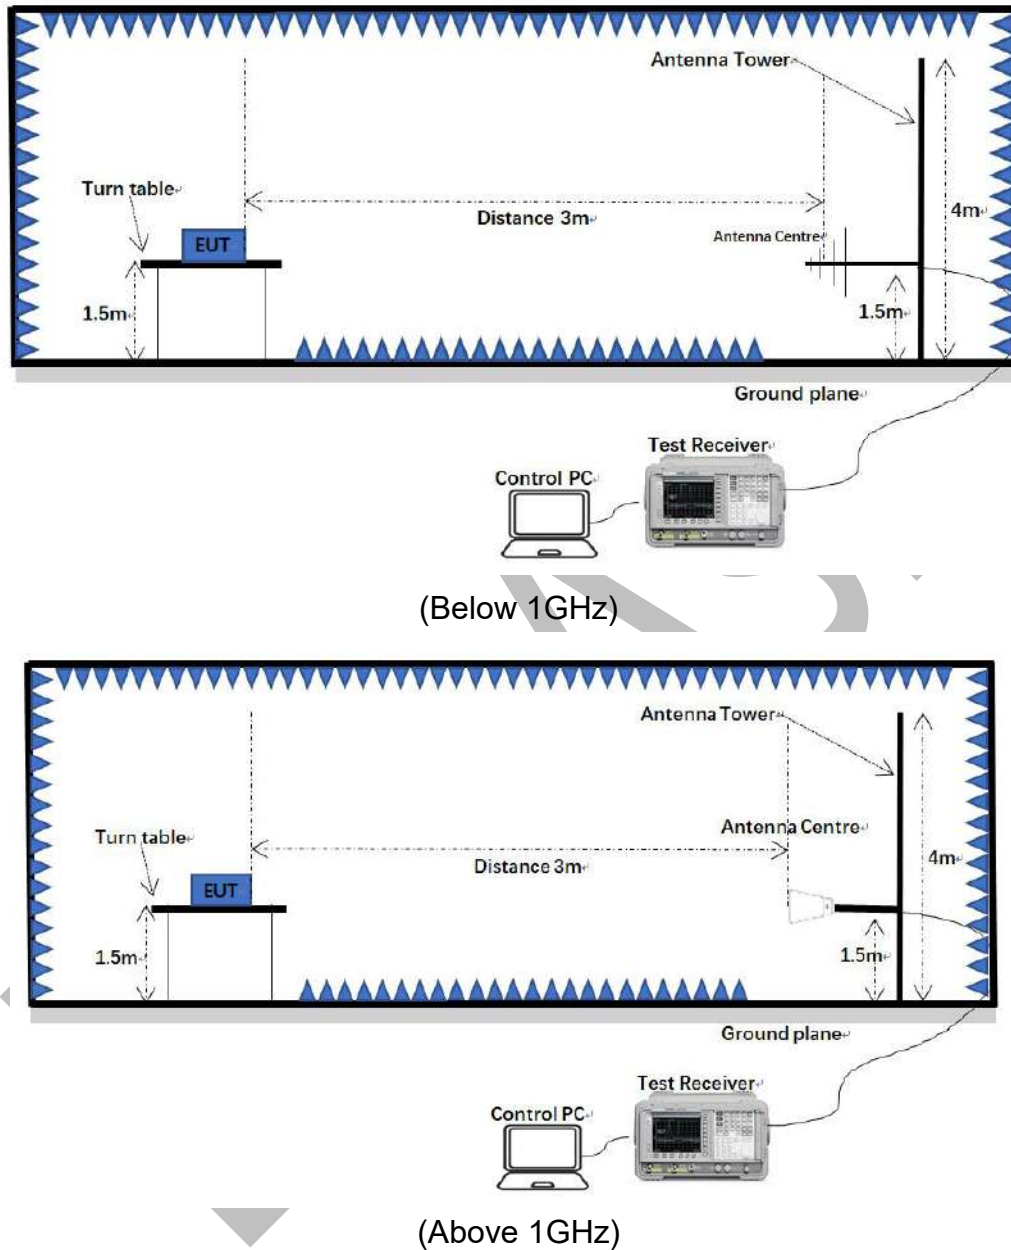 Antenna Tower
Turn table
Distance 3m
4m
EUT
Antenna Centre
1.5m
1.5m
Ground plane
Test Receiver
Control PC
(Below 1GHz)
Antenna Tower
Turn table
Antenna Centre
Distance 3m
4m
EUT
1.5m
1.5m
Ground plane
Test Receiver
Control PC
(Above 1GHz)